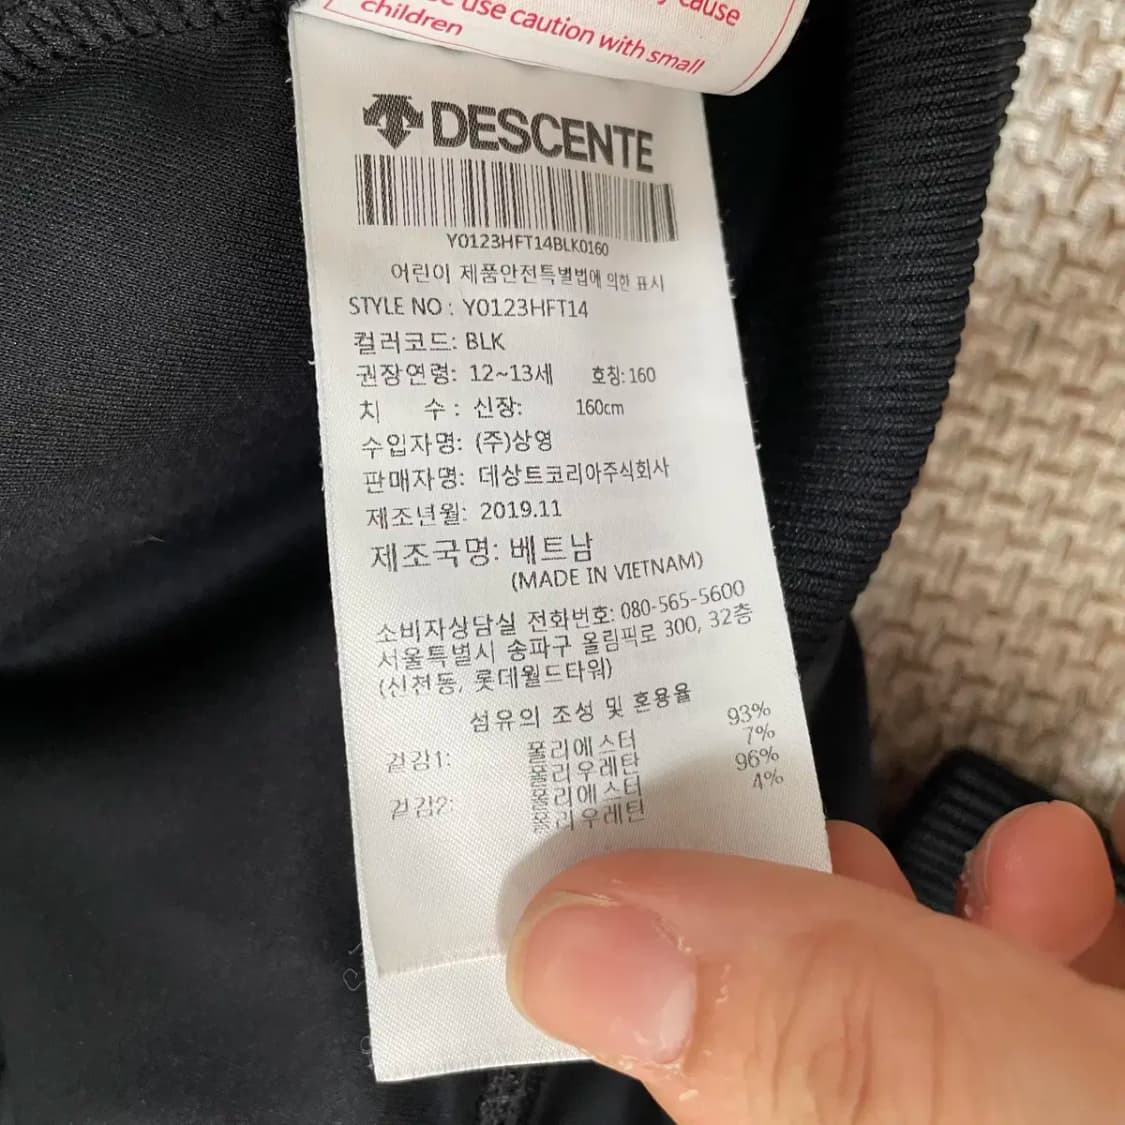 cause
use caution with small
children
DESCENTE
Y0123HFT14BLK0160
어린이 제품안전특별법에 의한 표시
STYLE NO : Y0123HFT14
컬러코드: BLK
권장연령: 12~13세 호칭: 160
치 수 : 신장: 160cm
수입자명: (주)상영
판매자명: 데상트코리아주식회사
제조년월: 2019.11
제조국명: 베트남
(MADE IN VIETNAM)
소비자상담실 전화번호: 080-565-5600
서울특별시 송파구 올림픽로 300, 32층
(신천동, 롯데월드타워)
섬유의 조성 및 혼용율
겉감1: 폴리에스터 93%
폴리우레탄 7%
겉감2: 폴리에스터 96%
폴리우레탄 4%